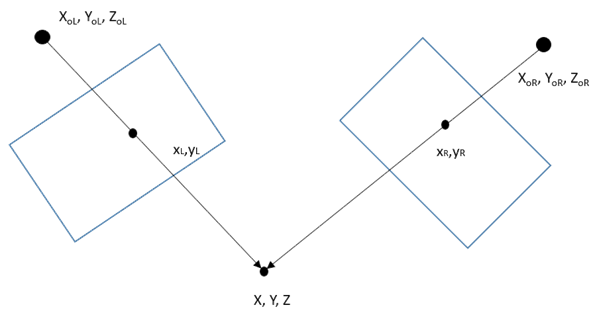 XoL, YoL, ZoL
XoR, YoR, ZoR
xL,yL
xR,yR
X, Y, Z